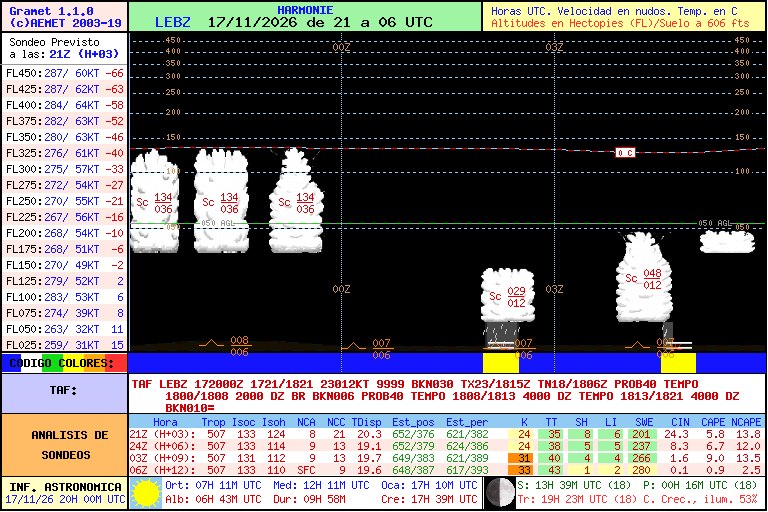 Gramet 1.1.0
(c)AEMET 2003-19
HARMONIE
LEBZ 17/11/2026 de 21 a 06 UTC
Horas UTC. Velocidad en nudos. Temp. en C
Altitudes en Hectopies (FL)/Suelo a 606 fts
Sondeo Previsto
a las: 21Z (H+03)
FL450: 287/ 60KT -66
FL425: 287/ 62KT -63
FL400: 284/ 64KT -58
FL375: 282/ 63KT -52
FL350: 280/ 63KT -46
FL325: 276/ 61KT -40
FL300: 275/ 57KT -33
FL275: 272/ 54KT -27
FL250: 270/ 55KT -21
FL225: 267/ 56KT -16
FL200: 268/ 54KT -10
FL175: 268/ 51KT -6
FL150: 270/ 49KT -2
FL125: 279/ 52KT 2
FL100: 283/ 53KT 6
FL075: 274/ 39KT 8
FL050: 263/ 32KT 11
FL025: 259/ 31KT 15
450 00Z 03Z 450
350 350
300 300
250 250
200 200
150 150
0 C
100 100
Sc 134 036 Sc 134 036 Sc 134 036
050 050 AGL 050 AGL 050
Sc 048 012
00Z 03Z
Sc 029 012
008 006 007 006 007 006 007 006
CODIGO COLORES:
TAF:
TAF LEBZ 172000Z 1721/1821 23012KT 9999 BKN030 TX23/1815Z TN18/1806Z PROB40 TEMPO
1800/1808 2000 DZ BR BKN006 PROB40 TEMPO 1808/1813 4000 DZ TEMPO 1813/1821 4000 DZ
BKN010=
ANALISIS DE
SONDEOS
Hora Trop Isoc Isoh NCA NCC TDisp Est_pos Est_per K TT SH LI SWE CIN CAPE NCAPE
21Z (H+03): 507 133 124 8 21 20.3 652/376 621/382 24 35 8 6 201 24.3 5.8 13.8
24Z (H+06): 507 133 114 9 13 19.1 652/379 624/386 24 38 5 5 237 8.3 6.7 12.0
03Z (H+09): 507 131 112 9 13 19.7 649/383 631/389 31 40 4 4 266 1.6 9.0 13.5
06Z (H+12): 507 133 110 SFC 9 19.6 648/387 617/393 33 43 1 2 280 0.1 0.9 2.5
INF. ASTRONOMICA
17/11/26 20H 00M UTC
Ort: 07H 11M UTC Med: 12H 11M UTC Oca: 17H 10M UTC
Alb: 06H 43M UTC Dur: 09H 58M Cre: 17H 39M UTC
S: 13H 39M UTC (18) P: 00H 16M UTC (18)
Tr: 19H 23M UTC (18) C. Crec., ilum. 53%